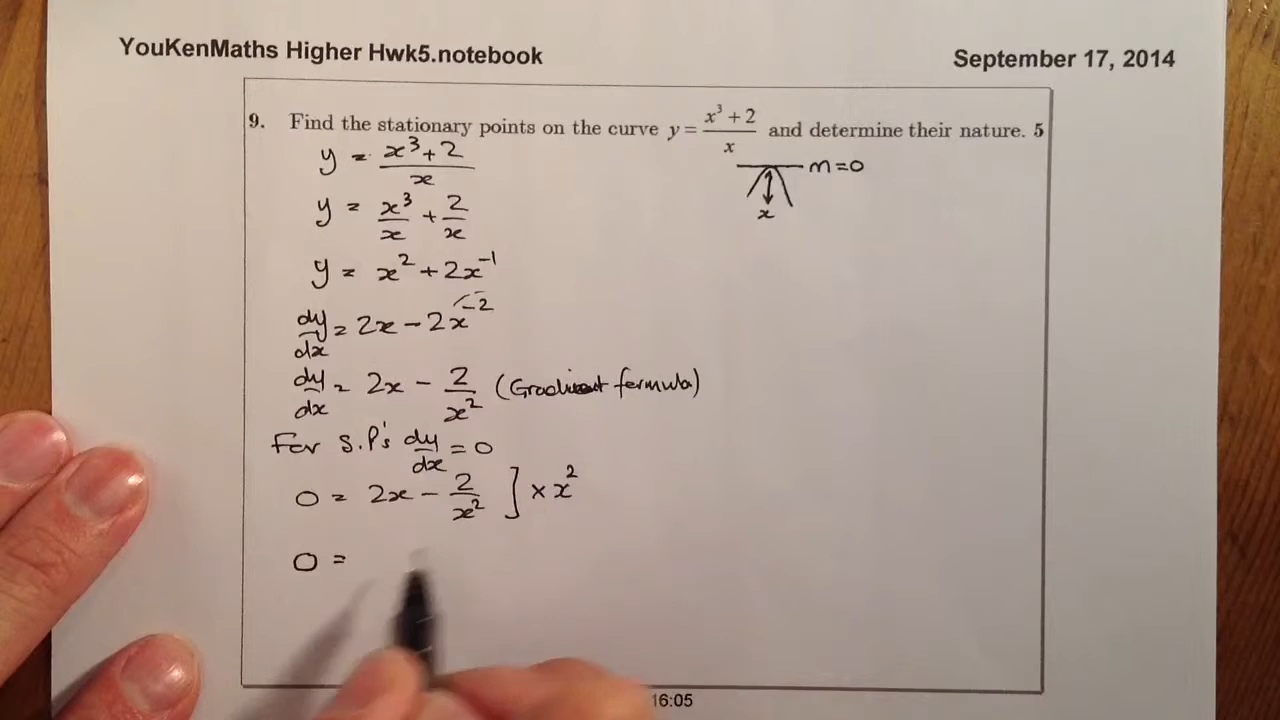 YouKenMaths Higher Hwk5.notebook
September 17, 2014
9. Find the stationary points on the curve y = (x³ + 2)/x and determine their nature. 5
y = (x³+2)/x
m=0
x
y = x³/x + 2/x
y = x² + 2x⁻¹
dy/dx = 2x - 2x⁻²
dy/dx = 2x - 2/x² (Gradient formula)
For S.P's dy/dx = 0
0 = 2x - 2/x² ] × x²
0 =
16:05